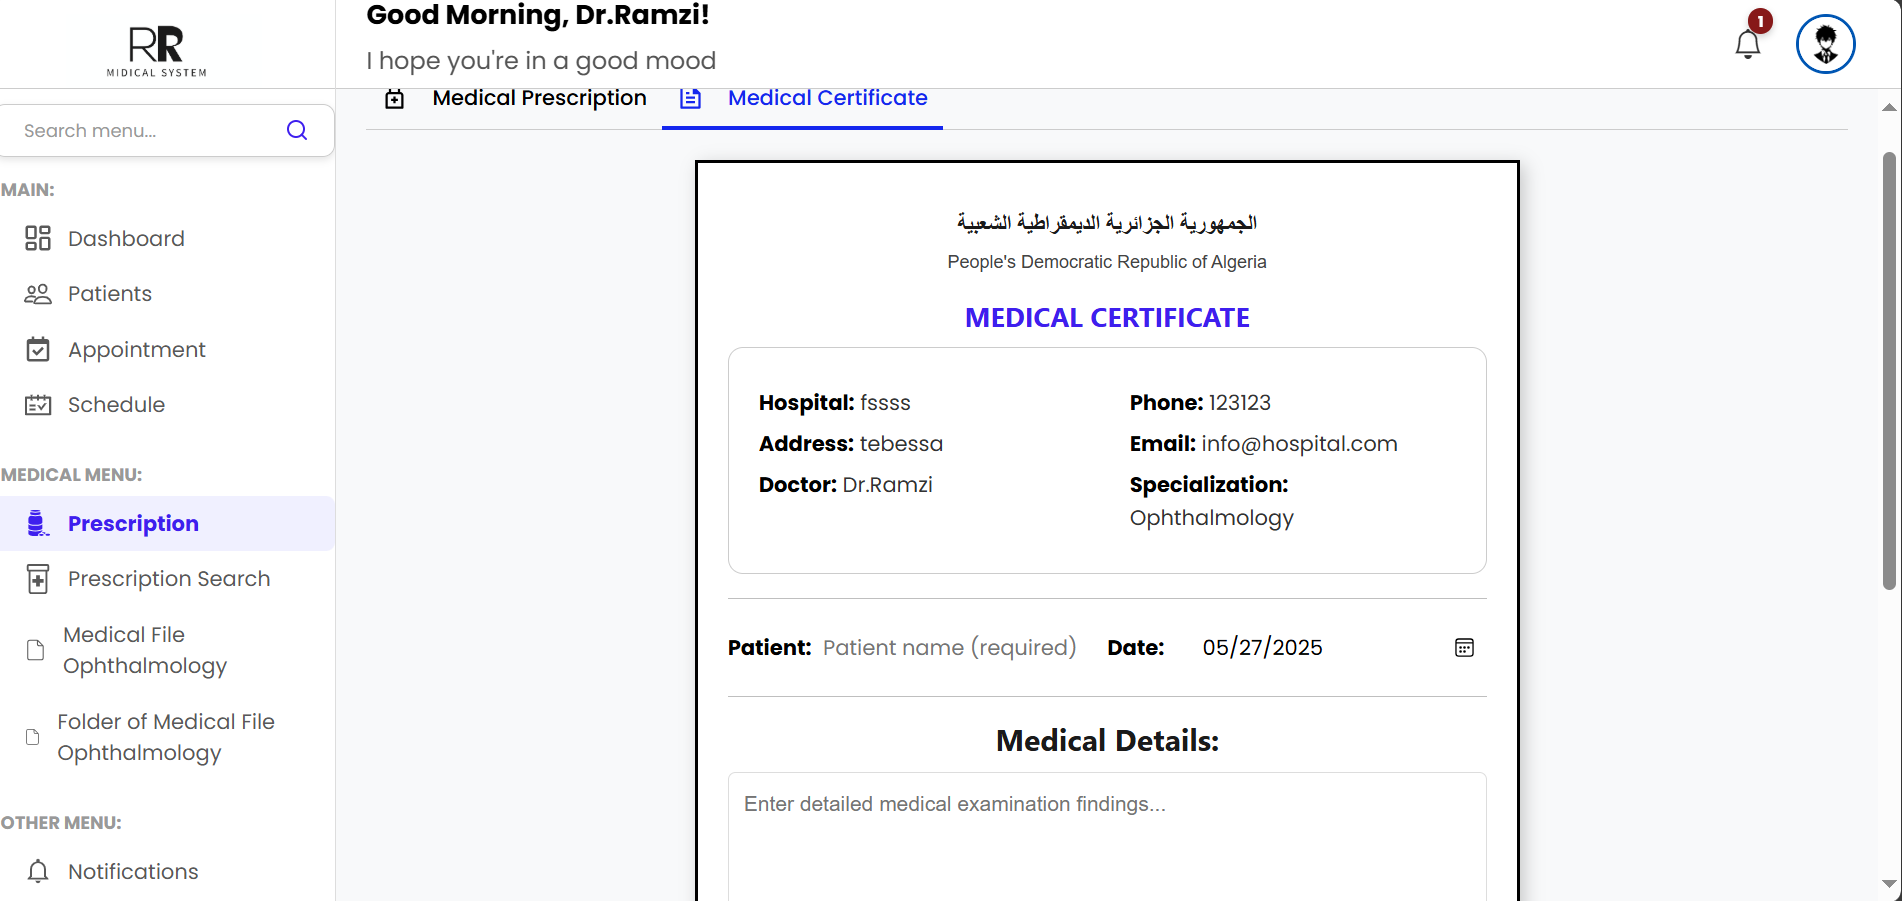 RR
MIDICAL SYSTEM
Search menu...
MAIN:
Dashboard
Patients
Appointment
Schedule
MEDICAL MENU:
Prescription
Prescription Search
Medical File
Ophthalmology
Folder of Medical File
Ophthalmology
OTHER MENU:
Notifications
Good Morning, Dr.Ramzi!
I hope you're in a good mood
1
Medical Prescription
Medical Certificate
الجمهورية الجزائرية الديمقراطية الشعبية
People's Democratic Republic of Algeria
MEDICAL CERTIFICATE
Hospital: fssss
Address: tebessa
Doctor: Dr.Ramzi
Phone: 123123
Email: info@hospital.com
Specialization:
Ophthalmology
Patient: Patient name (required) Date: 05/27/2025
Medical Details:
Enter detailed medical examination findings...